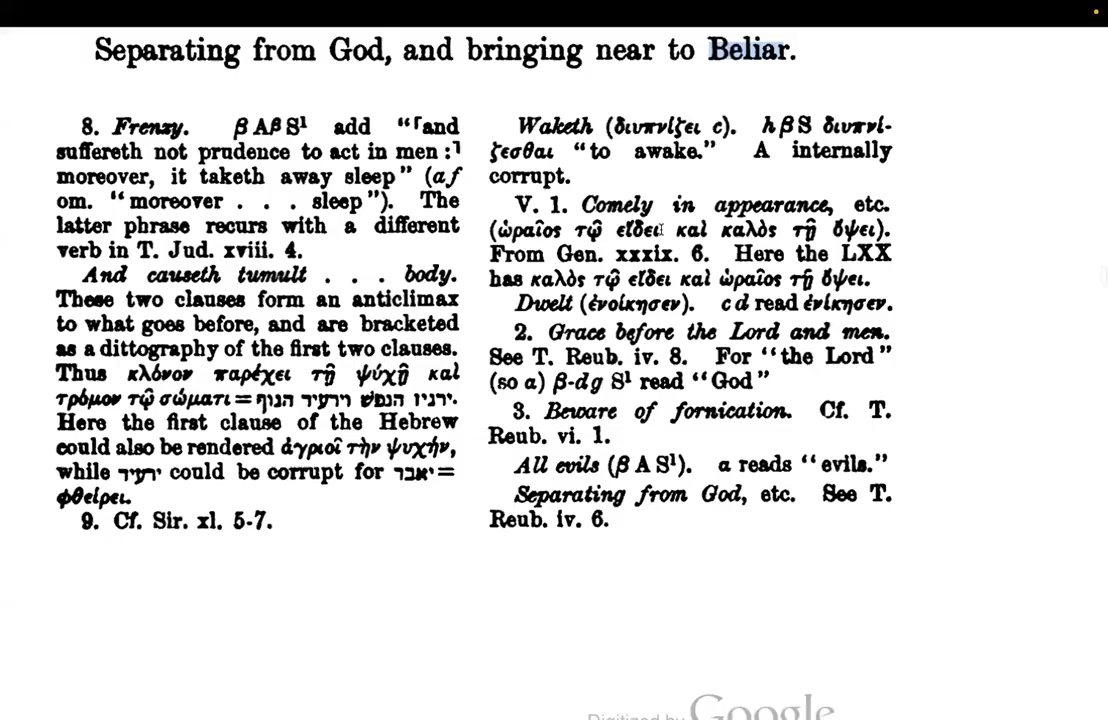 Separating from God, and bringing near to Beliar.
8. Frenzy. β Aβ S¹ add “⌜and
suffereth not prudence to act in men :⌝
moreover, it taketh away sleep” (a f
om. “moreover . . . sleep”). The
latter phrase recurs with a different
verb in T. Jud. xviii. 4.
And causeth tumult . . . body.
These two clauses form an anticlimax
to what goes before, and are bracketed
as a dittography of the first two clauses.
Thus κλόνον παρέχει τῇ ψύχῇ καὶ
τρόμον τῷ σώματι = ירניו הנפש וירעיד הגוף.
Here the first clause of the Hebrew
could also be rendered ἀγριοῖ τὴν ψυχήν,
while ירעיד could be corrupt for יאבד =
φθείρει.
9. Cf. Sir. xl. 5-7.
Waketh (διυπνίζει c). h β S διυπνί-
ζεσθαι “to awake.” A internally
corrupt.
V. 1. Comely in appearance, etc.
(ὡραῖος τῷ εἴδει καὶ καλὸς τῇ ὄψει).
From Gen. xxxix. 6. Here the LXX
has καλὸς τῷ εἴδει καὶ ὡραῖος τῇ ὄψει.
Dwelt (ἐνοίκησεν). c d read ἐνίκησεν.
2. Grace before the Lord and men.
See T. Reub. iv. 8. For “the Lord”
(so a) β-dg S¹ read “God”
3. Beware of fornication. Cf. T.
Reub. vi. 1.
All evils (β A S¹). a reads “evils.”
Separating from God, etc. See T.
Reub. iv. 6.
Digitized by Google